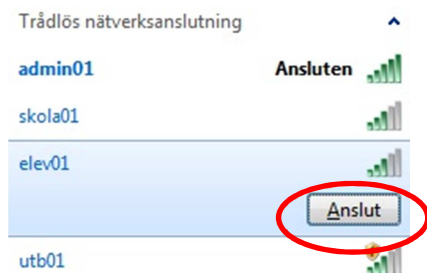 Trådlös nätverksanslutning
admin01 Ansluten
skola01
elev01
Anslut
utb01